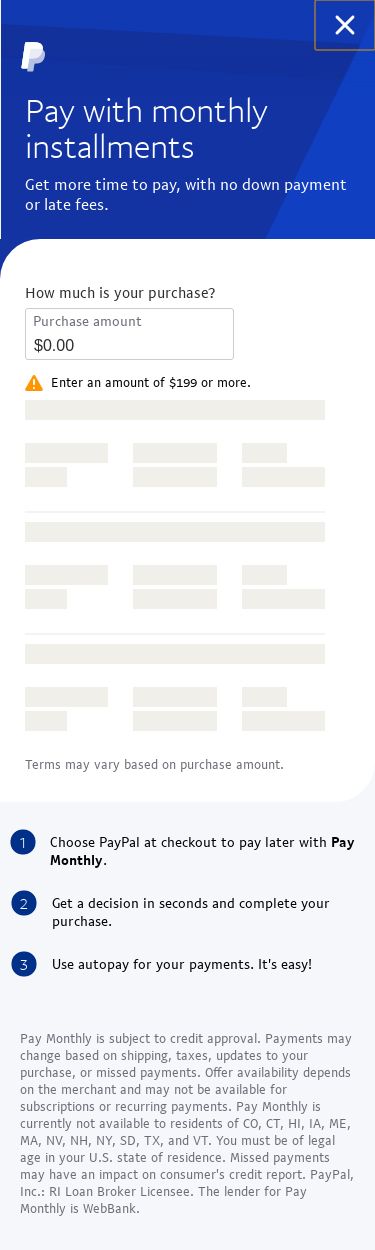 Pay with monthly
installments
Get more time to pay, with no down payment
or late fees.
How much is your purchase?
Purchase amount
$0.00
Enter an amount of $199 or more.
Terms may vary based on purchase amount.
1 Choose PayPal at checkout to pay later with Pay
Monthly.
2 Get a decision in seconds and complete your
purchase.
3 Use autopay for your payments. It's easy!
Pay Monthly is subject to credit approval. Payments may
change based on shipping, taxes, updates to your
purchase, or missed payments. Offer availability depends
on the merchant and may not be available for
subscriptions or recurring payments. Pay Monthly is
currently not available to residents of CO, CT, HI, IA, ME,
MA, NV, NH, NY, SD, TX, and VT. You must be of legal
age in your U.S. state of residence. Missed payments
may have an impact on consumer's credit report. PayPal,
Inc.: RI Loan Broker Licensee. The lender for Pay
Monthly is WebBank.